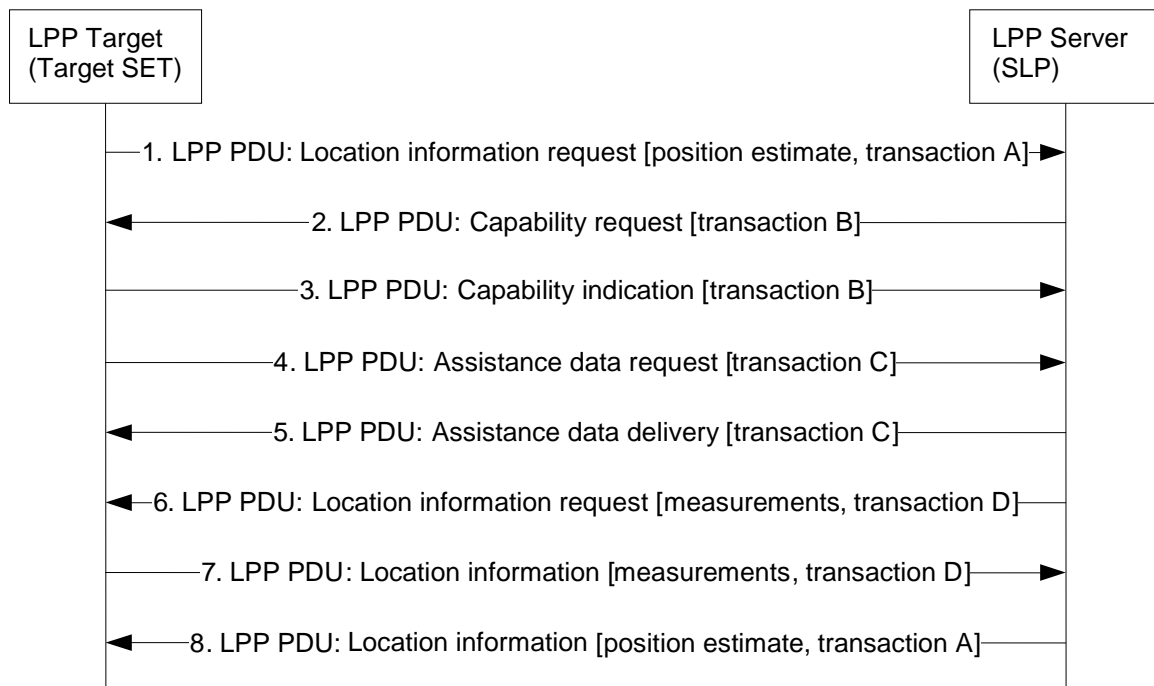 LPP Target
(Target SET)
LPP Server
(SLP)
1. LPP PDU: Location information request [position estimate, transaction A]
2. LPP PDU: Capability request [transaction B]
3. LPP PDU: Capability indication [transaction B]
4. LPP PDU: Assistance data request [transaction C]
5. LPP PDU: Assistance data delivery [transaction C]
6. LPP PDU: Location information request [measurements, transaction D]
7. LPP PDU: Location information [measurements, transaction D]
8. LPP PDU: Location information [position estimate, transaction A]